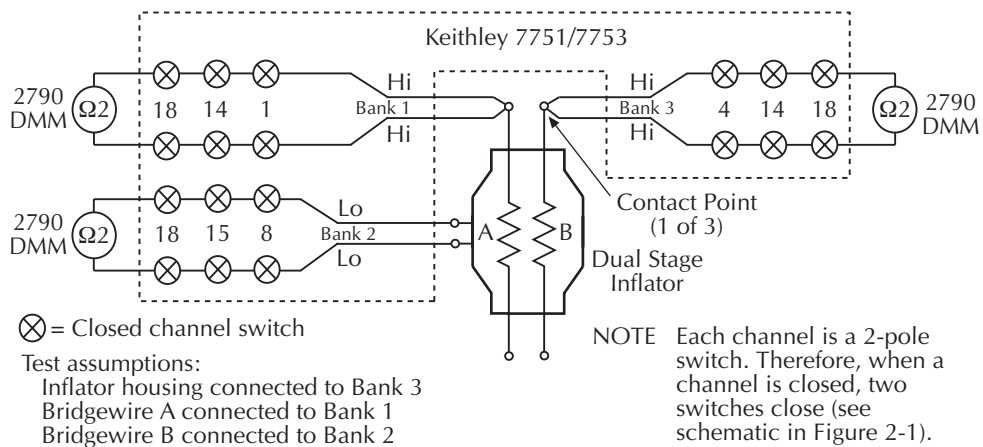 Keithley 7751/7753
2790
DMM
Ω2
18 14 1
Hi
Bank 1
Hi
Hi
Bank 3
Hi
4 14 18
Ω2
2790
DMM
2790
DMM
Ω2
18 15 8
Lo
Bank 2
Lo
A
B
Contact Point
(1 of 3)
Dual Stage
Inflator
= Closed channel switch
Test assumptions:
Inflator housing connected to Bank 3
Bridgewire A connected to Bank 1
Bridgewire B connected to Bank 2
NOTE Each channel is a 2-pole
switch. Therefore, when a
channel is closed, two
switches close (see
schematic in Figure 2-1).